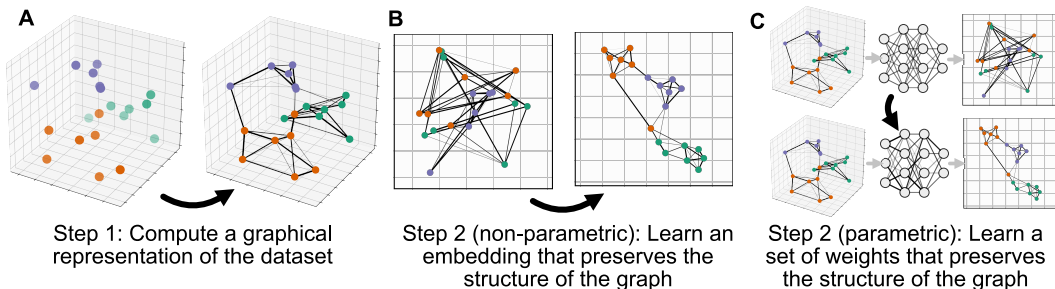 A
B
C
Step 1: Compute a graphical
representation of the dataset
Step 2 (non-parametric): Learn an
embedding that preserves the
structure of the graph
Step 2 (parametric): Learn a
set of weights that preserves
the structure of the graph